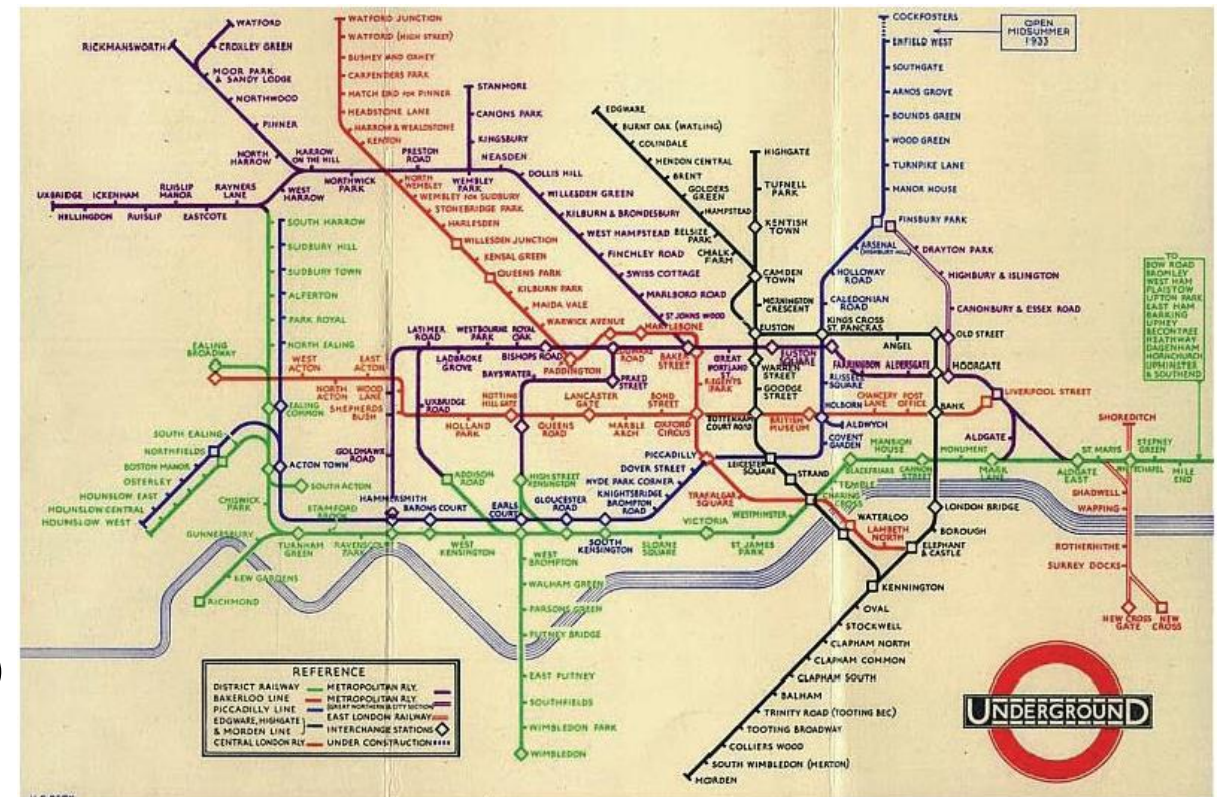 WATFORD
RICKMANSWORTH
CROXLEY GREEN
MOOR PARK
& SANDY LODGE
NORTHWOOD
PINNER
NORTH
HARROW
HARROW
ON THE HILL
NORTHWICK
PARK
PRESTON
ROAD
WEMBLEY
PARK
STANMORE
CANONS PARK
KINGSBURY
NEASDEN
DOLLIS HILL
WILLESDEN GREEN
KILBURN & BRONDESBURY
WEST HAMPSTEAD
FINCHLEY ROAD
SWISS COTTAGE
MARLBORO ROAD
ST JOHNS WOOD
UXBRIDGE
ICKENHAM
RUISLIP
MANOR
RAYNERS
LANE
WEST
HARROW
HILLINGDON
RUISLIP
EASTCOTE
WATFORD JUNCTION
WATFORD (HIGH STREET)
BUSHEY AND OXHEY
CARPENDERS PARK
HATCH END FOR PINNER
HEADSTONE LANE
HARROW & WEALDSTONE
KENTON
NORTH
WEMBLEY
WEMBLEY FOR SUDBURY
STONEBRIDGE PARK
HARLESDEN
WILLESDEN JUNCTION
KENSAL GREEN
QUEENS PARK
KILBURN PARK
MAIDA VALE
WARWICK AVENUE
MARYLEBONE
EDGWARE
BURNT OAK (WATLING)
COLINDALE
HENDON CENTRAL
BRENT
GOLDERS
GREEN
HAMPSTEAD
BELSIZE
PARK
CHALK
FARM
HIGHGATE
TUFNELL
PARK
KENTISH
TOWN
CAMDEN
TOWN
MORNINGTON
CRESCENT
EUSTON
COCKFOSTERS
OPEN
MIDSUMMER
1933
ENFIELD WEST
SOUTHGATE
ARNOS GROVE
BOUNDS GREEN
WOOD GREEN
TURNPIKE LANE
MANOR HOUSE
FINSBURY PARK
ARSENAL
(HIGHBURY HILL)
HOLLOWAY
ROAD
CALEDONIAN
ROAD
KINGS CROSS
ST. PANCRAS
DRAYTON PARK
HIGHBURY & ISLINGTON
CANONBURY & ESSEX ROAD
OLD STREET
ANGEL
MOORGATE
TO
BOW ROAD
BROMLEY
WEST HAM
PLAISTOW
UPTON PARK
EAST HAM
BARKING
UPNEY
BECONTREE
HEATHWAY
DAGENHAM
HORNCHURCH
UPMINSTER
& SOUTHEND
SOUTH HARROW
SUDBURY HILL
SUDBURY TOWN
ALPERTON
PARK ROYAL
NORTH EALING
EALING
BROADWAY
WEST
ACTON
EAST
ACTON
NORTH
ACTON
WOOD
LANE
SHEPHERDS
BUSH
LATIMER
ROAD
WESTBOURNE
PARK
ROYAL
OAK
LADBROKE
GROVE
BISHOPS ROAD
PADDINGTON
EDGWARE
ROAD
BAYSWATER
PRAED
STREET
BAKER
STREET
GREAT
PORTLAND
ST.
REGENTS
PARK
EUSTON
SQUARE
WARREN
STREET
GOODGE
STREET
FARRINGDON
ALDERSGATE
RUSSELL
SQUARE
UXBRIDGE
ROAD
NOTTING
HILL GATE
LANCASTER
GATE
BOND
STREET
HOLLAND
PARK
QUEENS
ROAD
MARBLE
ARCH
OXFORD
CIRCUS
TOTTENHAM
COURT ROAD
BRITISH
MUSEUM
HOLBORN
CHANCERY
LANE
POST
OFFICE
BANK
LIVERPOOL STREET
ALDWYCH
COVENT
GARDEN
ALDGATE
SHOREDITCH
EALING
COMMON
SOUTH EALING
NORTHFIELDS
BOSTON MANOR
OSTERLEY
HOUNSLOW EAST
HOUNSLOW CENTRAL
HOUNSLOW WEST
ACTON TOWN
SOUTH ACTON
CHISWICK
PARK
GOLDHAWK
ROAD
HAMMERSMITH
STAMFORD
BROOK
BARONS COURT
ADDISON
ROAD
HIGH STREET
KENSINGTON
EARLS
COURT
GLOUCESTER
ROAD
PICCADILLY
DOVER STREET
HYDE PARK CORNER
KNIGHTSBRIDGE
BROMPTON
ROAD
LEICESTER
SQUARE
STRAND
TRAFALGAR
SQUARE
MANSION
HOUSE
MONUMENT
BLACKFRIARS
CANNON
STREET
MARK
LANE
TEMPLE
CHARING
CROSS
WESTMINSTER
ALDGATE
EAST
ST. MARYS
STEPNEY
GREEN
WHITECHAPEL
MILE
END
SHADWELL
WAPPING
ROTHERHITHE
SURREY DOCKS
NEW CROSS
GATE
NEW
CROSS
GUNNERSBURY
TURNHAM
GREEN
RAVENSCOURT
PARK
WEST
KENSINGTON
SOUTH
KENSINGTON
SLOANE
SQUARE
VICTORIA
ST. JAMES
PARK
WATERLOO
LAMBETH
NORTH
LONDON BRIDGE
BOROUGH
ELEPHANT
& CASTLE
KENNINGTON
KEW GARDENS
RICHMOND
WEST
BROMPTON
WALHAM GREEN
PARSONS GREEN
PUTNEY BRIDGE
EAST PUTNEY
SOUTHFIELDS
WIMBLEDON PARK
WIMBLEDON
OVAL
STOCKWELL
CLAPHAM NORTH
CLAPHAM COMMON
CLAPHAM SOUTH
BALHAM
TRINITY ROAD (TOOTING BEC)
TOOTING BROADWAY
COLLIERS WOOD
SOUTH WIMBLEDON (MERTON)
MORDEN
REFERENCE
DISTRICT RAILWAY
BAKERLOO LINE
PICCADILLY LINE
EDGWARE, HIGHGATE
& MORDEN LINE
CENTRAL LONDON RLY.
METROPOLITAN RLY.
METROPOLITAN RLY.
(GREAT NORTHERN & CITY SECTION)
EAST LONDON RAILWAY
INTERCHANGE STATIONS
UNDER CONSTRUCTION
UNDERGROUND